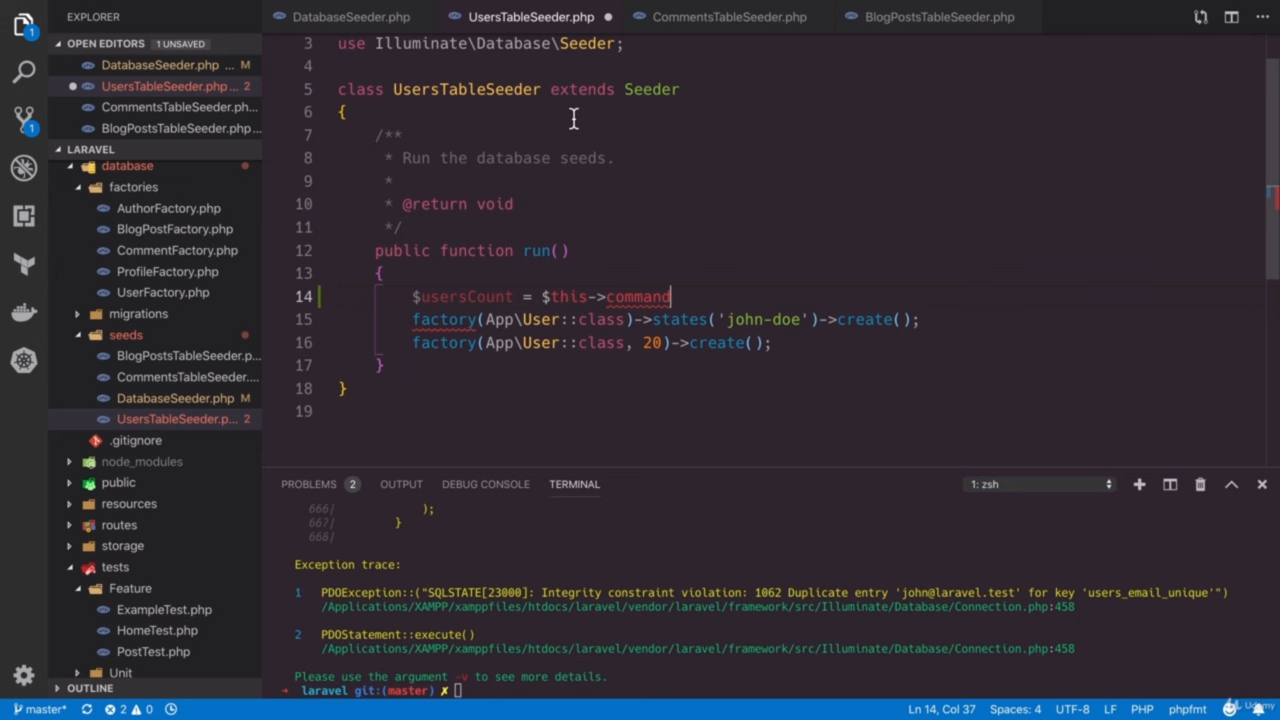 EXPLORER
DatabaseSeeder.php
UsersTableSeeder.php
CommentsTableSeeder.php
BlogPostsTableSeeder.php
OPEN EDITORS 1 UNSAVED
DatabaseSeeder.php ... M
UsersTableSeeder.php... 2
CommentsTableSeeder.ph...
BlogPostsTableSeeder.php...
LARAVEL
database
factories
AuthorFactory.php
BlogPostFactory.php
CommentFactory.php
ProfileFactory.php
UserFactory.php
migrations
seeds
BlogPostsTableSeeder.p...
CommentsTableSeeder....
DatabaseSeeder.php M
UsersTableSeeder.p... 2
.gitignore
node_modules
public
resources
routes
storage
tests
Feature
ExampleTest.php
HomeTest.php
PostTest.php
Unit
OUTLINE
3 use Illuminate\Database\Seeder;
4
5 class UsersTableSeeder extends Seeder
6 {
7 /**
8 * Run the database seeds.
9 *
10 * @return void
11 */
12 public function run()
13 {
14 $usersCount = $this->command
15 factory(App\User::class)->states('john-doe')->create();
16 factory(App\User::class, 20)->create();
17 }
18 }
19
PROBLEMS 2 OUTPUT DEBUG CONSOLE TERMINAL 1: zsh
666| );
667| }
668|
Exception trace:
1 PDOException::("SQLSTATE[23000]: Integrity constraint violation: 1062 Duplicate entry 'john@laravel.test' for key 'users_email_unique'")
/Applications/XAMPP/xamppfiles/htdocs/laravel/vendor/laravel/framework/src/Illuminate/Database/Connection.php:458
2 PDOStatement::execute()
/Applications/XAMPP/xamppfiles/htdocs/laravel/vendor/laravel/framework/src/Illuminate/Database/Connection.php:458
Please use the argument -v to see more details.
→ laravel git:(master) ✗
master* 2 0 Ln 14, Col 37 Spaces: 4 UTF-8 LF PHP phpfmt
Udemy